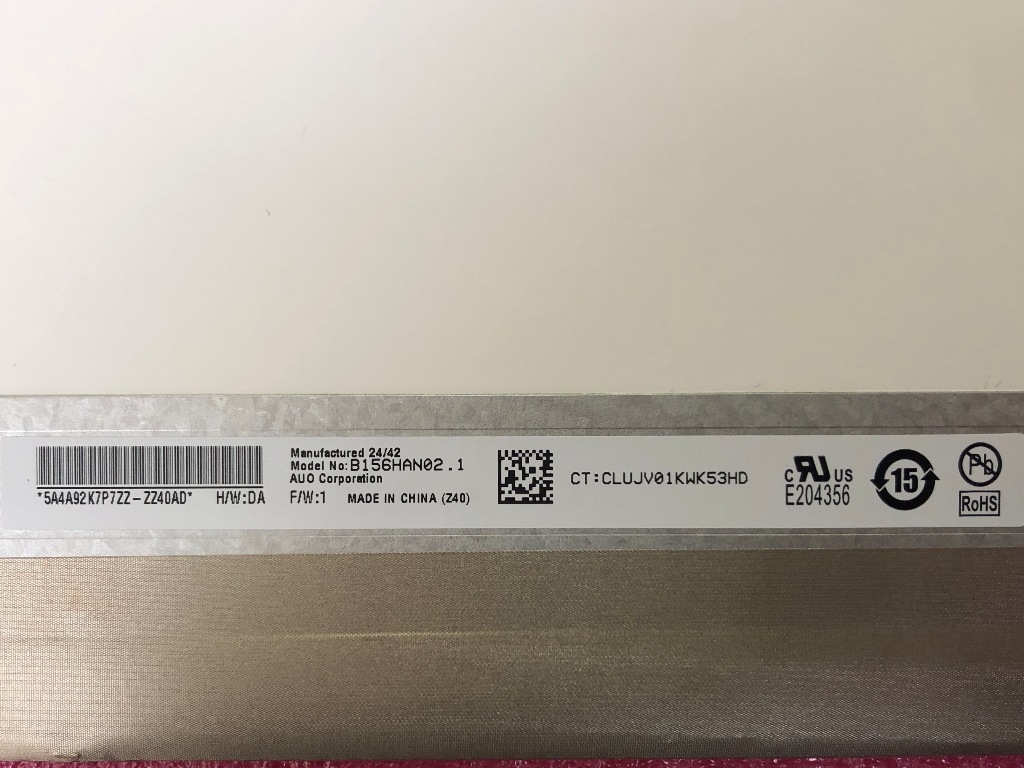 Manufactured 24/42
Model No:B156HAN02.1
AUO Corporation
*5A4A92K7P7ZZ-ZZ40AD* H/W:DA F/W:1 MADE IN CHINA (Z40)
CT:CLUJV01KWK53HD
C RU US
E204356
15
Pb
RoHS